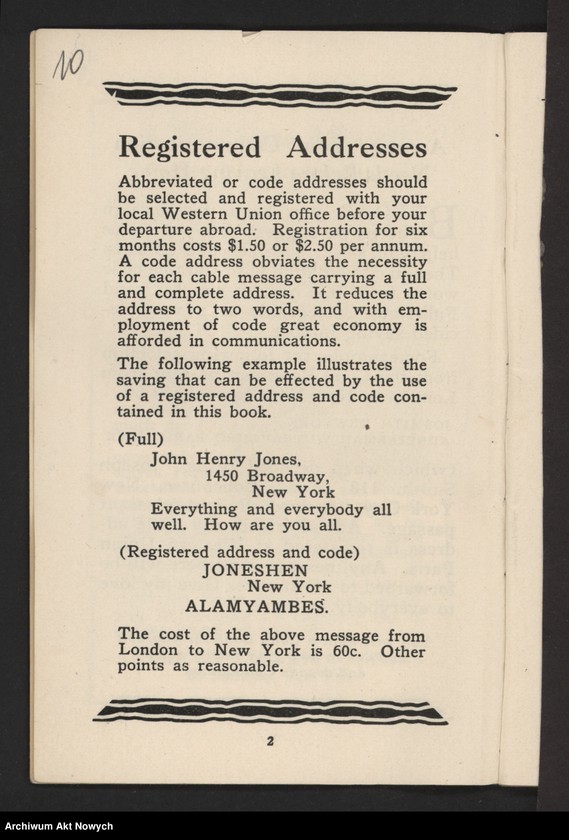 10
Registered Addresses
Abbreviated or code addresses should
be selected and registered with your
local Western Union office before your
departure abroad. Registration for six
months costs $1.50 or $2.50 per annum.
A code address obviates the necessity
for each cable message carrying a full
and complete address. It reduces the
address to two words, and with em-
ployment of code great economy is
afforded in communications.
The following example illustrates the
saving that can be effected by the use
of a registered address and code con-
tained in this book.
(Full)
John Henry Jones,
1450 Broadway,
New York
Everything and everybody all
well. How are you all.
(Registered address and code)
JONESHEN
New York
ALAMYAMBES.
The cost of the above message from
London to New York is 60c. Other
points as reasonable.
2
Archiwum Akt Nowych